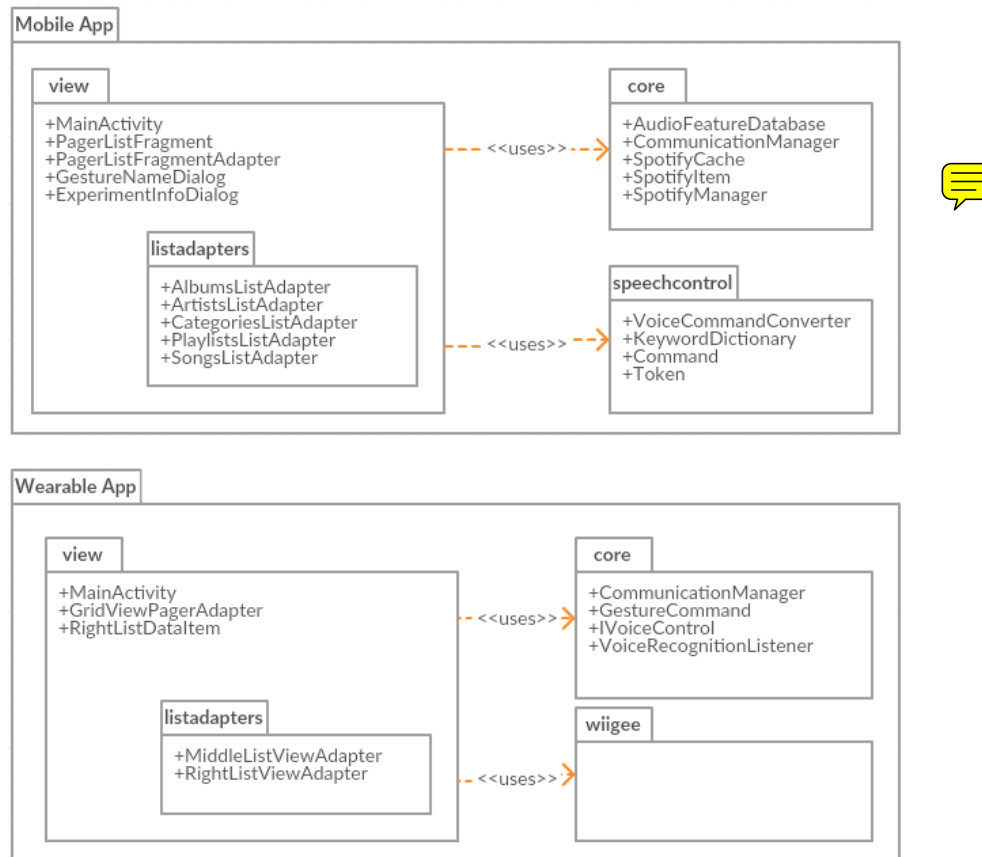 Mobile App
view
+MainActivity
+PagerListFragment
+PagerListFragmentAdapter
+GestureNameDialog
+ExperimentInfoDialog
listadapters
+AlbumsListAdapter
+ArtistsListAdapter
+CategoriesListAdapter
+PlaylistsListAdapter
+SongsListAdapter
<<uses>>
core
+AudioFeatureDatabase
+CommunicationManager
+SpotifyCache
+SpotifyItem
+SpotifyManager
<<uses>>
speechcontrol
+VoiceCommandConverter
+KeywordDictionary
+Command
+Token
Wearable App
view
+MainActivity
+GridViewPagerAdapter
+RightListDataItem
listadapters
+MiddleListViewAdapter
+RightListViewAdapter
<<uses>>
core
+CommunicationManager
+GestureCommand
+IVoiceControl
+VoiceRecognitionListener
<<uses>>
wiigee